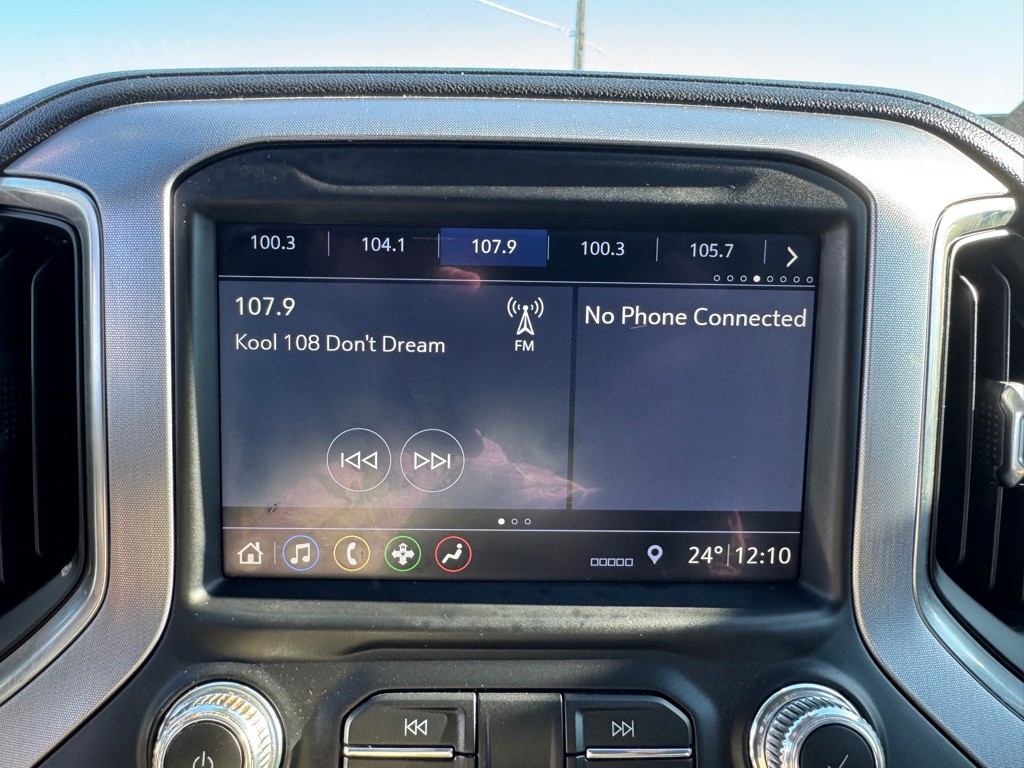 100.3 104.1 107.9 100.3 105.7
107.9
FM
Kool 108 Don't Dream
No Phone Connected
24° 12:10